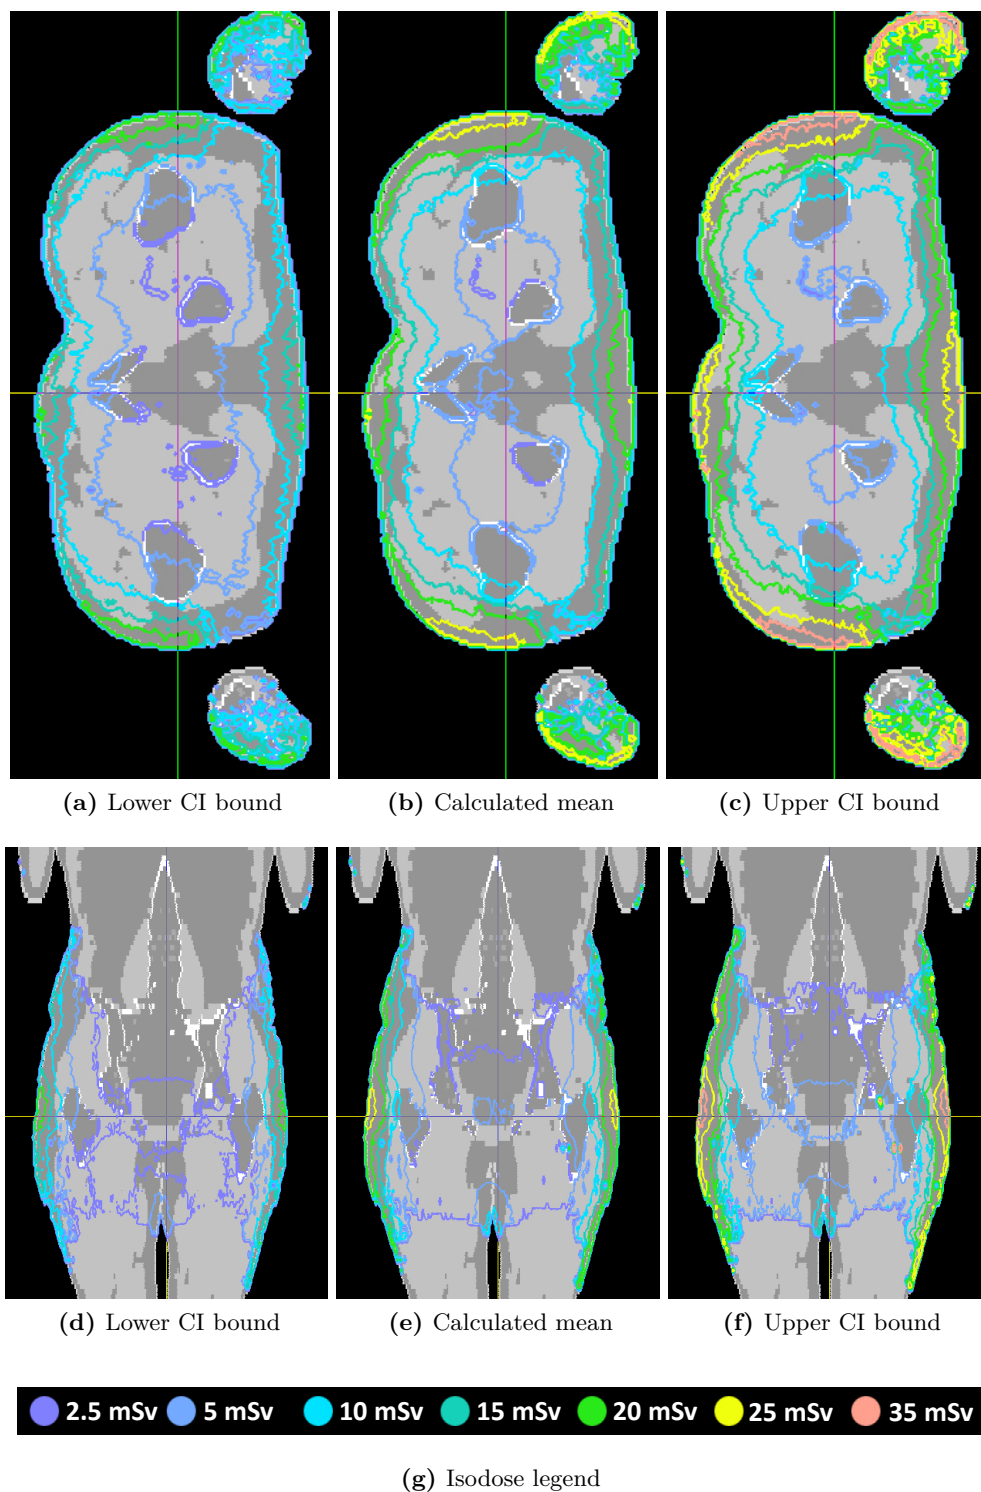 (a) Lower CI bound
(b) Calculated mean
(c) Upper CI bound
(d) Lower CI bound
(e) Calculated mean
(f) Upper CI bound
2.5 mSv 5 mSv 10 mSv 15 mSv 20 mSv 25 mSv 35 mSv
(g) Isodose legend